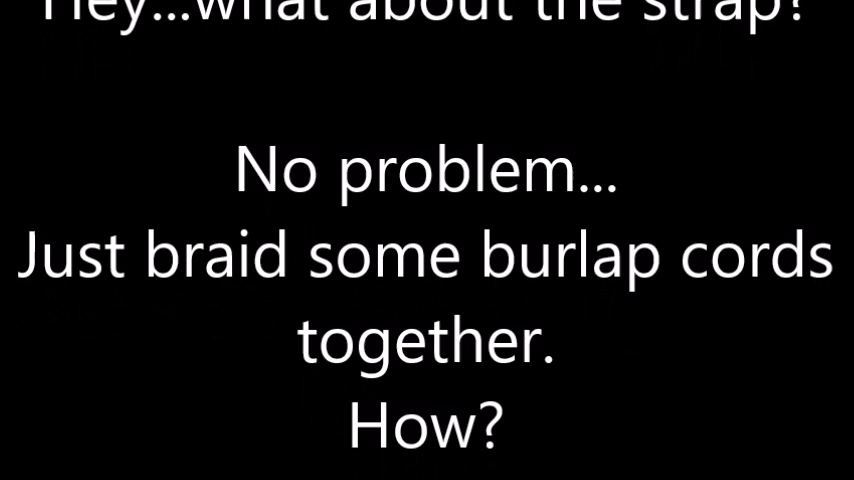 Hey...what about the strap?
No problem...
Just braid some burlap cords
together.
How?